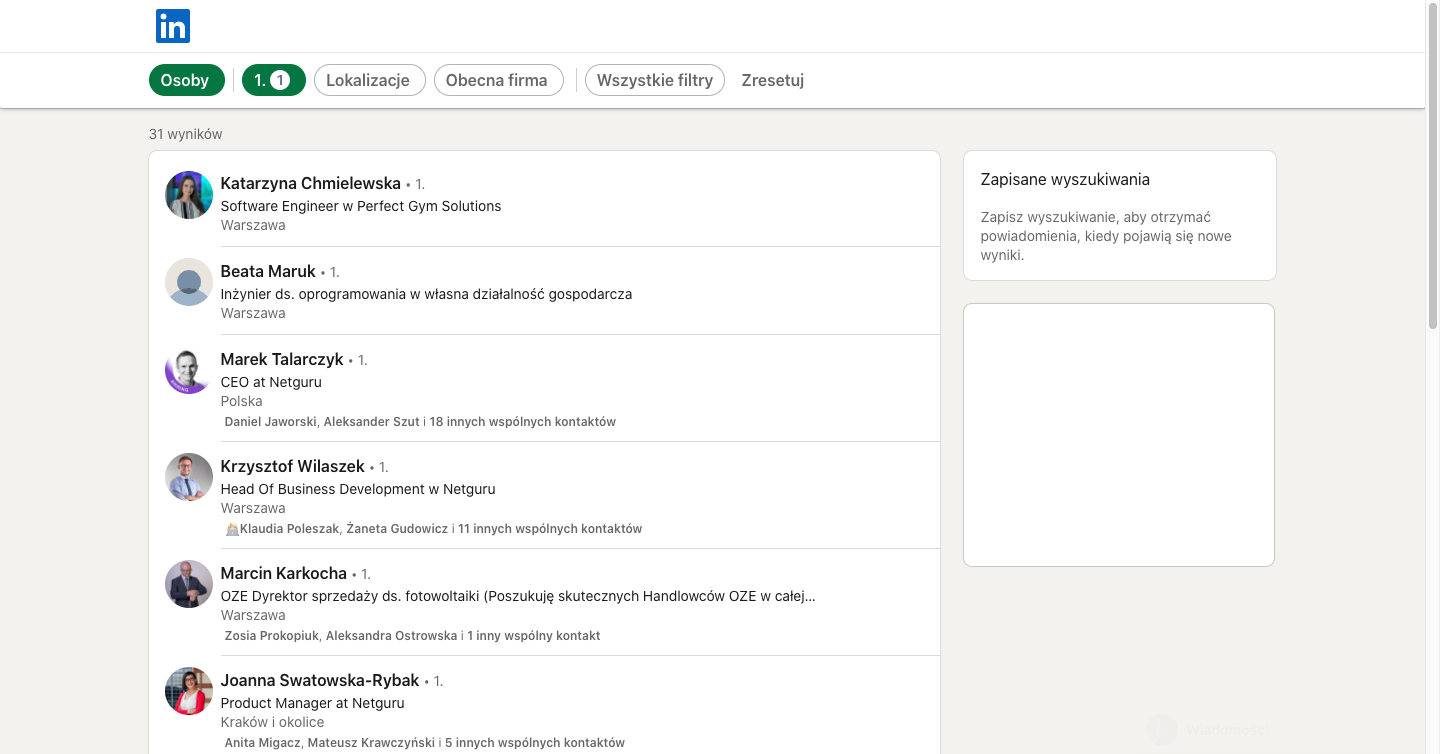 in
Osoby
1. 1
Lokalizacje
Obecna firma
Wszystkie filtry
Zresetuj
31 wyników
Katarzyna Chmielewska • 1.
Software Engineer w Perfect Gym Solutions
Warszawa
Beata Maruk • 1.
Inżynier ds. oprogramowania w własna działalność gospodarcza
Warszawa
Marek Talarczyk • 1.
CEO at Netguru
Polska
Daniel Jaworski, Aleksander Szut i 18 innych wspólnych kontaktów
Krzysztof Wilaszek • 1.
Head Of Business Development w Netguru
Warszawa
Klaudia Poleszak, Żaneta Gudowicz i 11 innych wspólnych kontaktów
Marcin Karkocha • 1.
OZE Dyrektor sprzedaży ds. fotowoltaiki (Poszukuję skutecznych Handlowców OZE w całej...
Warszawa
Zosia Prokopiuk, Aleksandra Ostrowska i 1 inny wspólny kontakt
Joanna Swatowska-Rybak • 1.
Product Manager at Netguru
Kraków i okolice
Anita Migacz, Mateusz Krawczyński i 5 innych wspólnych kontaktów
Zapisane wyszukiwania
Zapisz wyszukiwanie, aby otrzymać
powiadomienia, kiedy pojawią się nowe
wyniki.